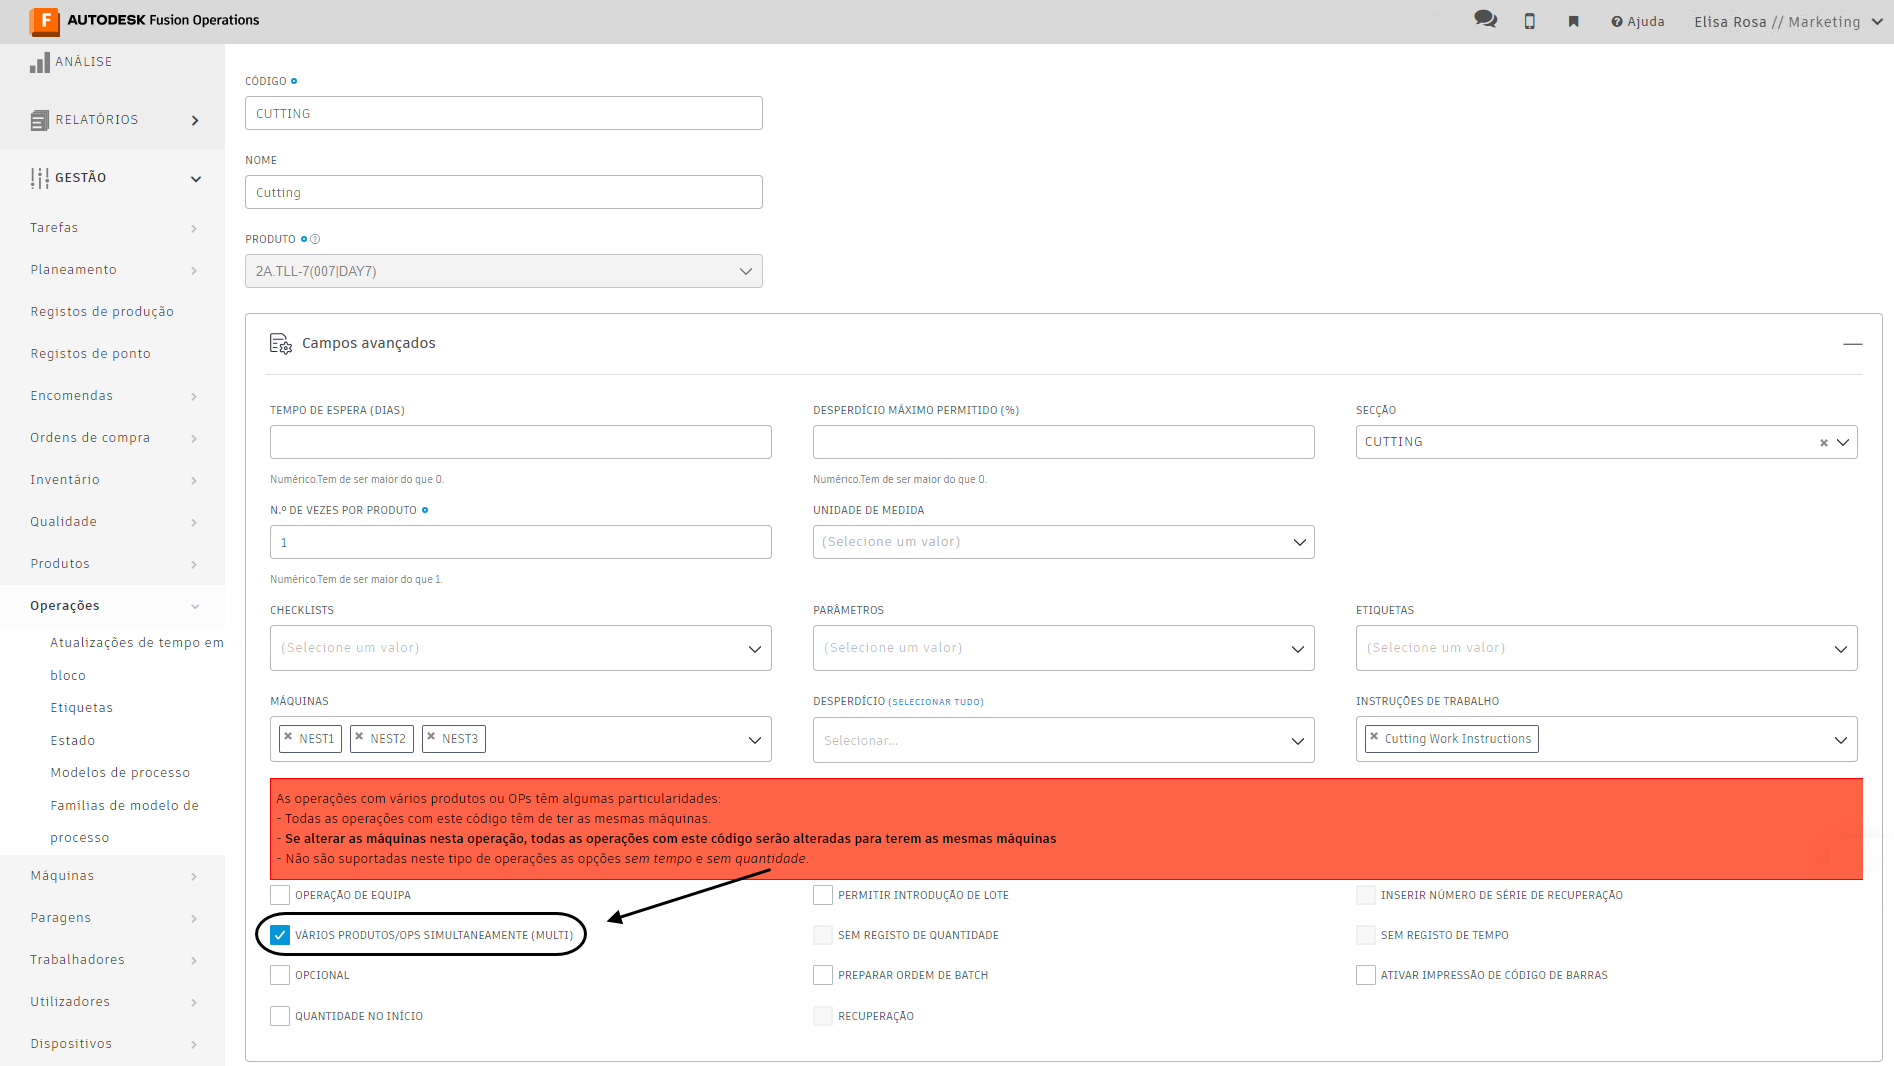 F AUTODESK Fusion Operations
Ajuda
Elisa Rosa // Marketing
ANÁLISE
RELATÓRIOS
GESTÃO
Tarefas
Planeamento
Registos de produção
Registos de ponto
Encomendas
Ordens de compra
Inventário
Qualidade
Produtos
Operações
Atualizações de tempo em
bloco
Etiquetas
Estado
Modelos de processo
Famílias de modelo de
processo
Máquinas
Paragens
Trabalhadores
Utilizadores
Dispositivos
CÓDIGO
CUTTING
NOME
Cutting
PRODUTO
2A.TLL-7(007|DAY7)
Campos avançados
TEMPO DE ESPERA (DIAS)
DESPERDÍCIO MÁXIMO PERMITIDO (%)
SECÇÃO
CUTTING
Numérico.Tem de ser maior do que 0.
Numérico.Tem de ser maior do que 0.
N.º DE VEZES POR PRODUTO
UNIDADE DE MEDIDA
1
(Selecione um valor)
Numérico.Tem de ser maior do que 1.
CHECKLISTS
PARÂMETROS
ETIQUETAS
(Selecione um valor)
(Selecione um valor)
(Selecione um valor)
MÁQUINAS
DESPERDÍCIO (SELECIONAR TUDO)
INSTRUÇÕES DE TRABALHO
× NEST1 × NEST2 × NEST3
Selecionar...
× Cutting Work Instructions
As operações com vários produtos ou OPs têm algumas particularidades:
- Todas as operações com este código têm de ter as mesmas máquinas.
- Se alterar as máquinas nesta operação, todas as operações com este código serão alteradas para terem as mesmas máquinas
- Não são suportadas neste tipo de operações as opções sem tempo e sem quantidade.
OPERAÇÃO DE EQUIPA
PERMITIR INTRODUÇÃO DE LOTE
INSERIR NÚMERO DE SÉRIE DE RECUPERAÇÃO
VÁRIOS PRODUTOS/OPS SIMULTANEAMENTE (MULTI)
SEM REGISTO DE QUANTIDADE
SEM REGISTO DE TEMPO
OPCIONAL
PREPARAR ORDEM DE BATCH
ATIVAR IMPRESSÃO DE CÓDIGO DE BARRAS
QUANTIDADE NO INÍCIO
RECUPERAÇÃO